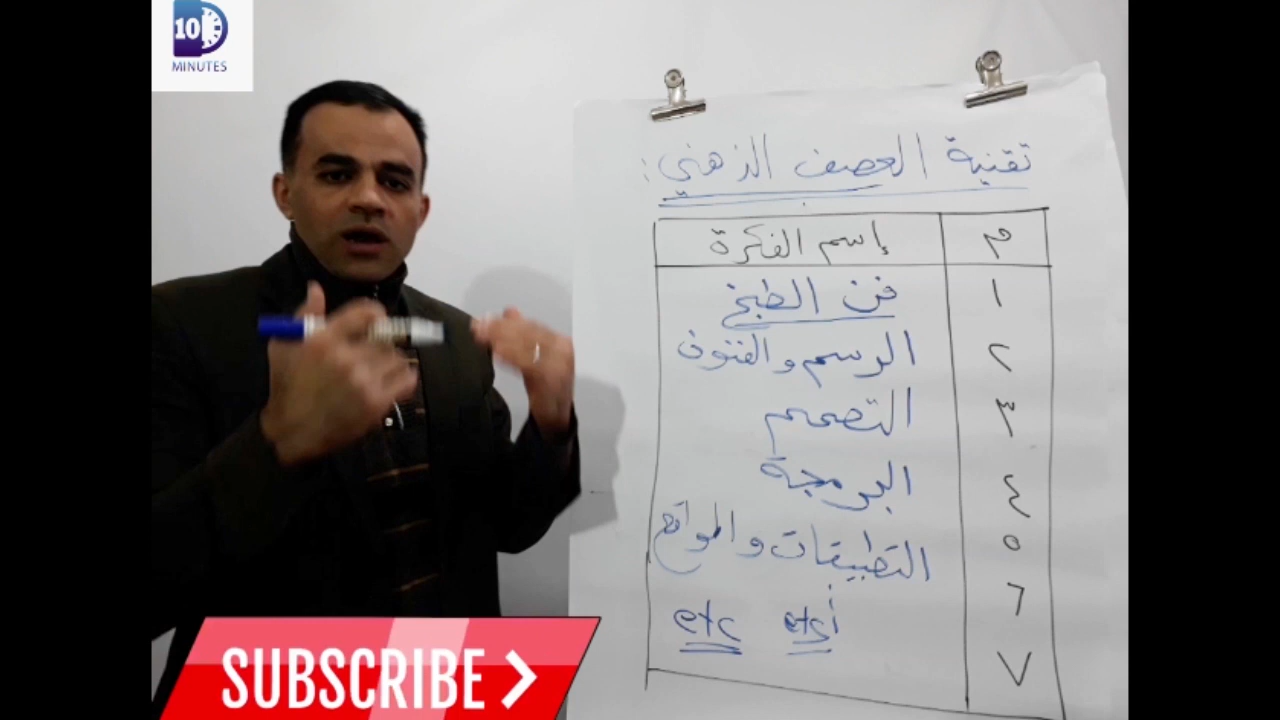 10
MINUTES
تقنية العصف الذهني:
م إسم الفكرة
١ فن الطبخ
٢ الرسم والفنون
٣ التصميم
٤ البرمجة
٥ التطبيقات والمواقع
٦ etc
٧
SUBSCRIBE